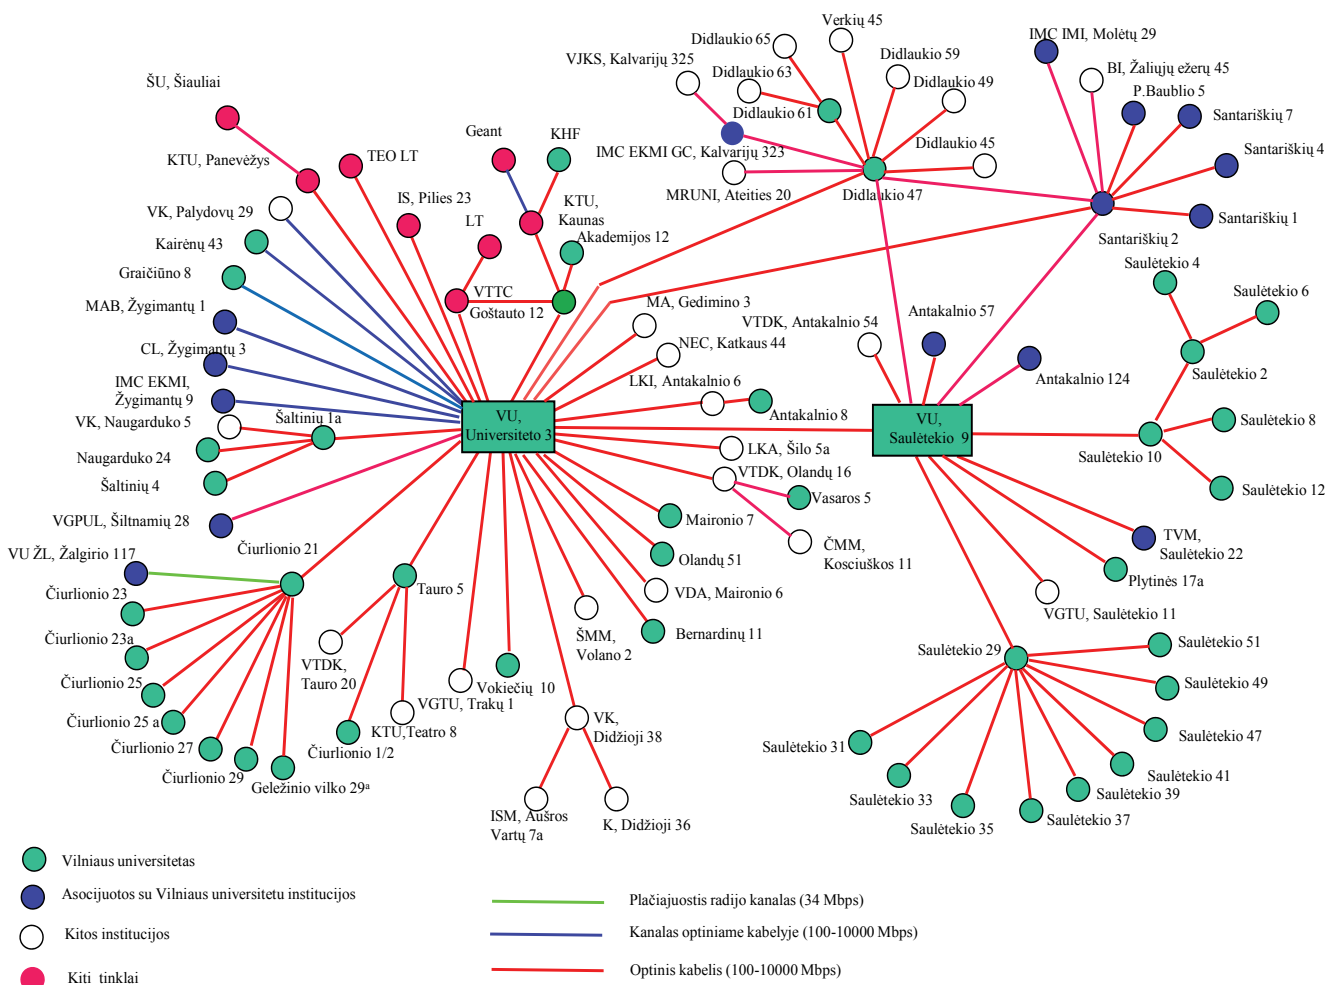 Verkių 45
Didlaukio 65
IMC IMI, Molėtų 29
VJKS, Kalvarijų 325
Didlaukio 59
BI, Žaliųjų ežerų 45
Didlaukio 63
Didlaukio 49
P.Baublio 5
ŠU, Šiauliai
Didlaukio 61
Santariškių 7
Geant
KHF
Didlaukio 45
IMC EKMI GC, Kalvarijų 323
Santariškių 4
KTU, Panevėžys
TEO LT
MRUNI, Ateities 20
Didlaukio 47
IS, Pilies 23
KTU,
Kaunas
VK, Palydovų 29
LT
Akademijos 12
Santariškių 1
Kairėnų 43
Santariškių 2
Graičiūno 8
Saulėtekio 4
VTTC
Goštauto 12
MAB, Žygimantų 1
MA, Gedimino 3
Saulėtekio 6
VTDK, Antakalnio 54
Antakalnio 57
CL, Žygimantų 3
NEC, Katkaus 44
Saulėtekio 2
IMC EKMI,
Žygimantų 9
LKI, Antakalnio 6
Antakalnio 124
VK, Naugarduko 5
Šaltinių 1a
VU,
Universiteto 3
Antakalnio 8
VU,
Saulėtekio 9
Saulėtekio 8
Naugarduko 24
LKA, Šilo 5a
Saulėtekio 10
Šaltinių 4
VTDK, Olandų 16
Vasaros 5
Saulėtekio 12
VGPUL, Šiltnamių 28
Maironio 7
TVM,
Saulėtekio 22
VU ŽL, Žalgirio 117
Čiurlionio 21
Olandų 51
ČMM,
Kosciuškos 11
Plytinės 17a
Čiurlionio 23
Tauro 5
VDA, Maironio 6
VGTU, Saulėtekio 11
Čiurlionio 23a
VTDK,
Tauro 20
ŠMM,
Volano 2
Bernardinų 11
Saulėtekio 29
Saulėtekio 51
Čiurlionio 25
Vokiečių 10
Saulėtekio 49
VGTU, Trakų 1
Čiurlionio 25 a
KTU,Teatro 8
VK,
Didžioji 38
Saulėtekio 47
Čiurlionio 27
Čiurlionio 1/2
Saulėtekio 31
Čiurlionio 29
Saulėtekio 41
Geležinio vilko 29ª
Saulėtekio 39
Saulėtekio 33
ISM, Aušros
Vartų 7a
K, Didžioji 36
Saulėtekio 35
Saulėtekio 37
Vilniaus universitetas
Asocijuotos su Vilniaus universitetu institucijos
Kitos institucijos
Kiti tinklai
Plačiajuostis radijo kanalas (34 Mbps)
Kanalas optiniame kabelyje (100-10000 Mbps)
Optinis kabelis (100-10000 Mbps)